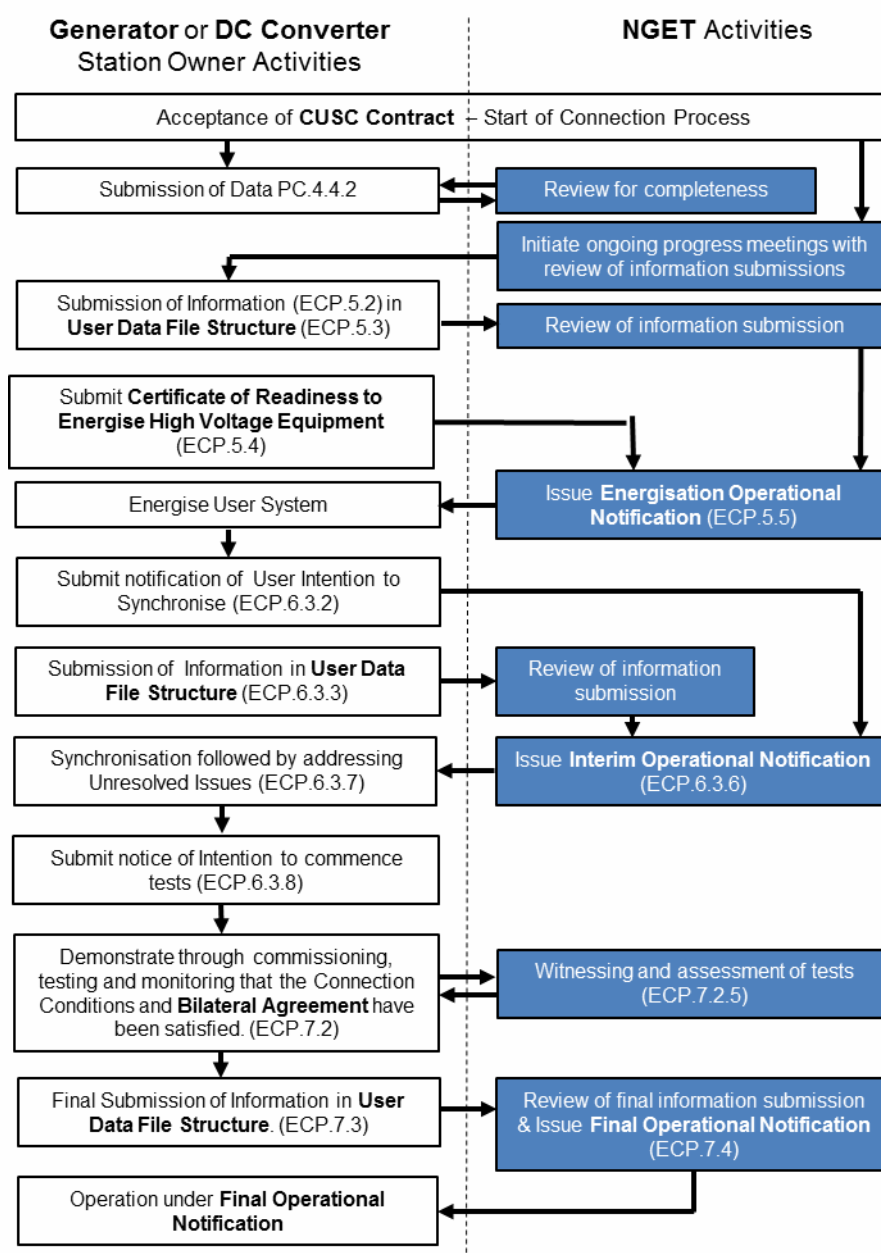 Generator or DC Converter
Station Owner Activities
NGET Activities
Acceptance of CUSC Contract – Start of Connection Process
Submission of Data PC.4.4.2
Review for completeness
Initiate ongoing progress meetings with
review of information submissions
Submission of Information (ECP.5.2) in
User Data File Structure (ECP.5.3)
Review of information submission
Submit Certificate of Readiness to
Energise High Voltage Equipment
(ECP.5.4)
Issue Energisation Operational
Notification (ECP.5.5)
Energise User System
Submit notification of User Intention to
Synchronise (ECP.6.3.2)
Submission of Information in User Data
File Structure (ECP.6.3.3)
Review of information
submission
Issue Interim Operational Notification
(ECP.6.3.6)
Synchronisation followed by addressing
Unresolved Issues (ECP.6.3.7)
Submit notice of Intention to commence
tests (ECP.6.3.8)
Demonstrate through commissioning,
testing and monitoring that the Connection
Conditions and Bilateral Agreement have
been satisfied. (ECP.7.2)
Witnessing and assessment of tests
(ECP.7.2.5)
Final Submission of Information in User
Data File Structure. (ECP.7.3)
Review of final information submission
& Issue Final Operational Notification
(ECP.7.4)
Operation under Final Operational
Notification